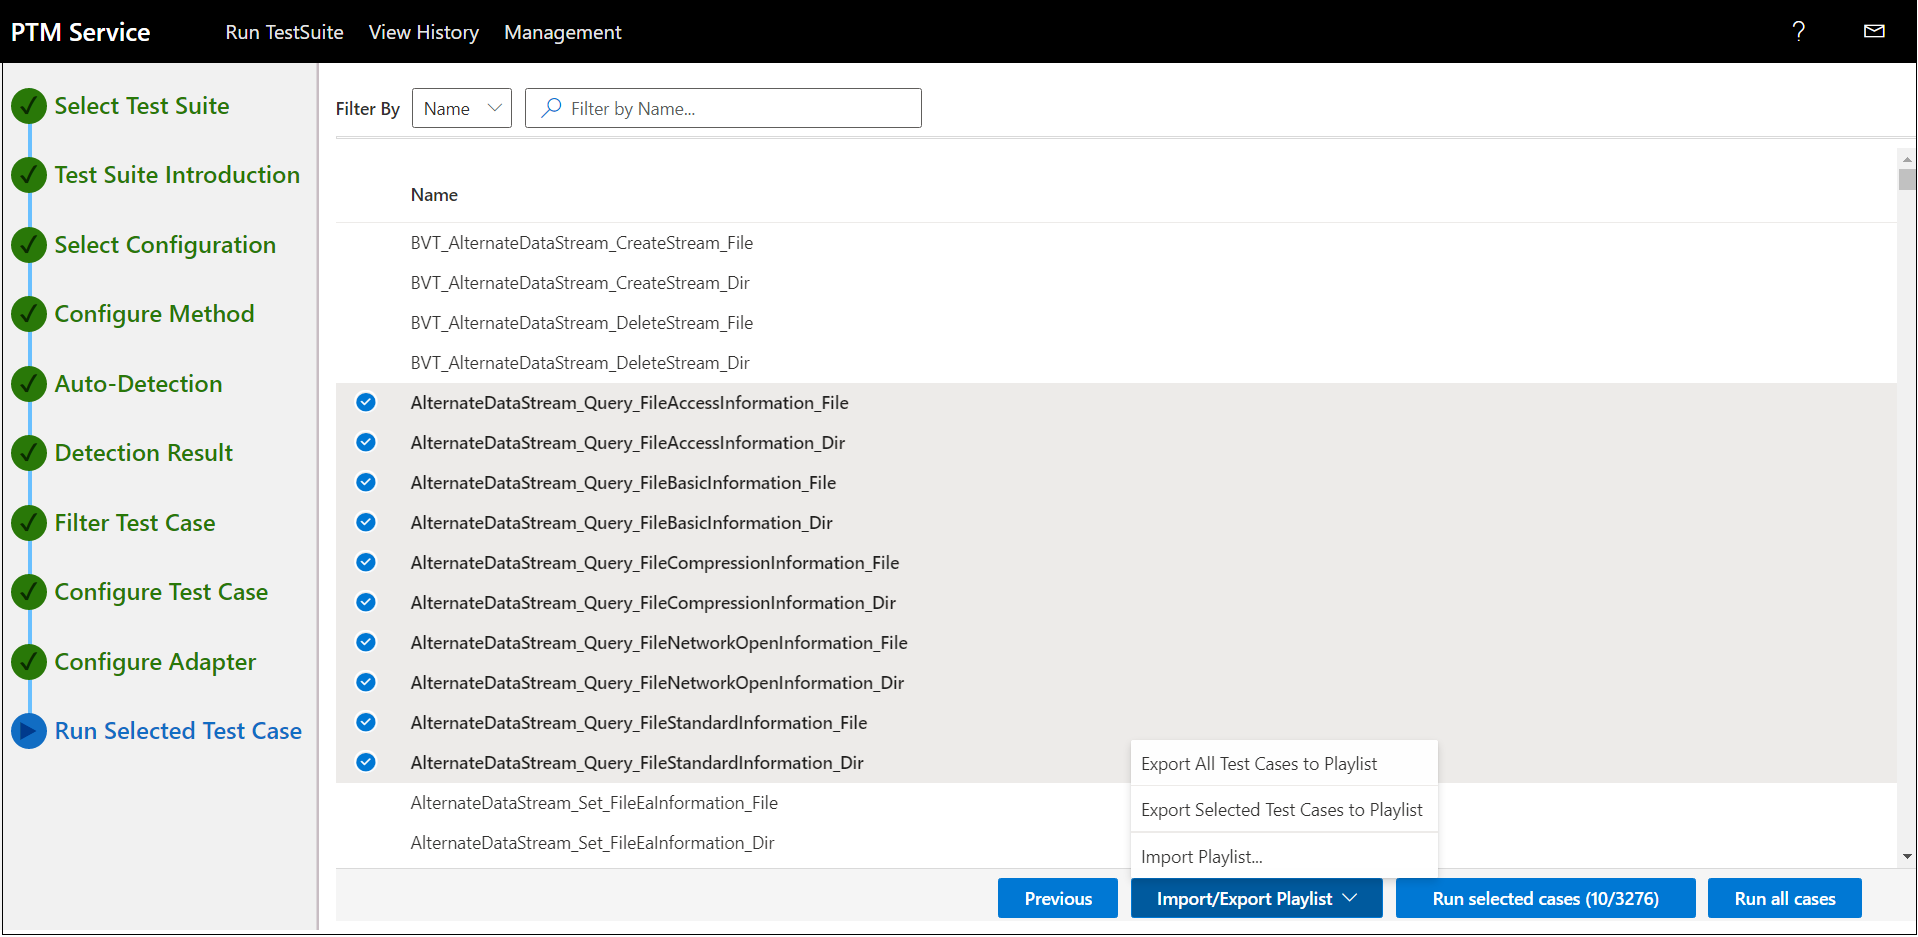 PTM Service Run TestSuite View History Management ?
Select Test Suite
Test Suite Introduction
Select Configuration
Configure Method
Auto-Detection
Detection Result
Filter Test Case
Configure Test Case
Configure Adapter
Run Selected Test Case
Filter By Name Filter by Name...
Name
BVT_AlternateDataStream_CreateStream_File
BVT_AlternateDataStream_CreateStream_Dir
BVT_AlternateDataStream_DeleteStream_File
BVT_AlternateDataStream_DeleteStream_Dir
AlternateDataStream_Query_FileAccessInformation_File
AlternateDataStream_Query_FileAccessInformation_Dir
AlternateDataStream_Query_FileBasicInformation_File
AlternateDataStream_Query_FileBasicInformation_Dir
AlternateDataStream_Query_FileCompressionInformation_File
AlternateDataStream_Query_FileCompressionInformation_Dir
AlternateDataStream_Query_FileNetworkOpenInformation_File
AlternateDataStream_Query_FileNetworkOpenInformation_Dir
AlternateDataStream_Query_FileStandardInformation_File
AlternateDataStream_Query_FileStandardInformation_Dir
AlternateDataStream_Set_FileEaInformation_File
AlternateDataStream_Set_FileEaInformation_Dir
Export All Test Cases to Playlist
Export Selected Test Cases to Playlist
Import Playlist...
Previous Import/Export Playlist Run selected cases (10/3276) Run all cases